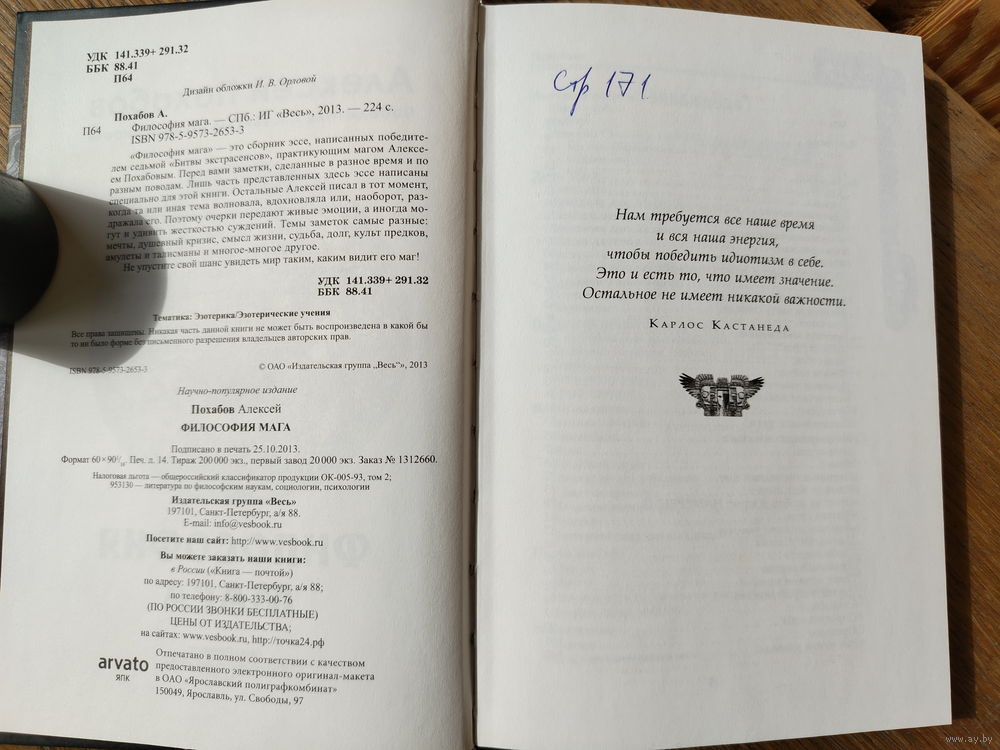 УДК 141.339+ 291.32
ББК 88.41
П64
Дизайн обложки И. В. Орловой
Похабов А.
П64 Философия мага. — СПб.: ИГ «Весь», 2013. — 224 с.
ISBN 978-5-9573-2653-3
«Философия мага» — это сборник эссе, написанных победите-
лем седьмой «Битвы экстрасенсов», практикующим магом Алексе-
ем Похабовым. Перед вами заметки, сделанные в разное время и по
разным поводам. Лишь часть представленных здесь эссе написаны
специально для этой книги. Остальные Алексей писал в тот момент,
когда та или иная тема волновала, вдохновляла или, наоборот, раз-
дражала его. Поэтому очерки передают живые эмоции, а иногда мо-
гут и удивить жесткостью суждений. Темы заметок самые разные:
мечты, душевный кризис, смысл жизни, судьба, долг, культ предков,
амулеты и талисманы и многое-многое другое.
Не упустите свой шанс увидеть мир таким, каким видит его маг!
УДК 141.339+ 291.32
ББК 88.41
Тематика: Эзотерика/Эзотерические учения
Все права защищены. Никакая часть данной книги не может быть воспроизведена в какой бы
то ни было форме без письменного разрешения владельцев авторских прав.
ISBN 978-5-9573-2653-3
© ОАО «Издательская группа „Весь"», 2013
Научно-популярное издание
Похабов Алексей
ФИЛОСОФИЯ МАГА
Подписано в печать 25.10.2013.
Формат 60×90 1/16. Печ. л. 14. Тираж 200 000 экз., первый завод 20 000 экз. Заказ № 1312660.
Налоговая льгота — общероссийский классификатор продукции ОК-005-93, том 2;
953130 — литература по философским наукам, социологии, психологии
Издательская группа «Весь»
197101, Санкт-Петербург, а/я 88.
E-mail: info@vesbook.ru
Посетите наш сайт: http://www.vesbook.ru
Вы можете заказать наши книги:
в России («Книга — почтой»)
по адресу: 197101, Санкт-Петербург, а/я 88;
по телефону: 8-800-333-00-76
(ПО РОССИИ ЗВОНКИ БЕСПЛАТНЫЕ)
ЦЕНЫ ОТ ИЗДАТЕЛЬСТВА;
на сайтах: www.vesbook.ru, http://точка24.рф
arvato
ЯПК
Отпечатано в полном соответствии с качеством
предоставленного электронного оригинал-макета
в ОАО «Ярославский полиграфкомбинат»
150049, Ярославль, ул. Свободы, 97
Стр 171
Нам требуется все наше время
и вся наша энергия,
чтобы победить идиотизм в себе.
Это и есть то, что имеет значение.
Остальное не имеет никакой важности.
Карлос Кастанеда
www.ay.by